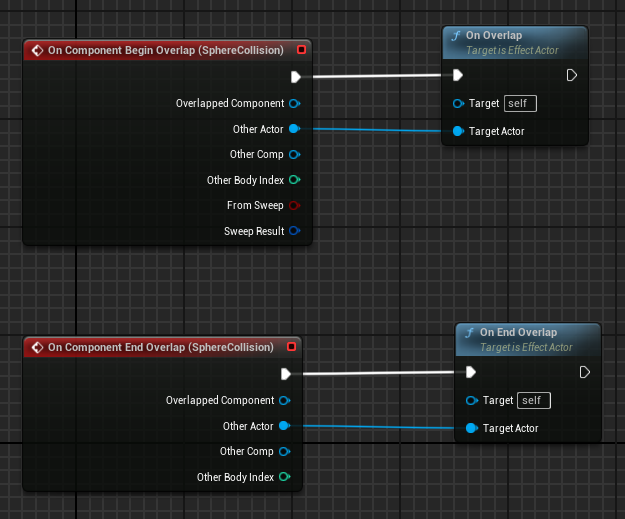 On Component Begin Overlap (SphereCollision)
Overlapped Component
Other Actor
Other Comp
Other Body Index
From Sweep
Sweep Result
f On Overlap
Target is Effect Actor
Target self
Target Actor
On Component End Overlap (SphereCollision)
Overlapped Component
Other Actor
Other Comp
Other Body Index
f On End Overlap
Target is Effect Actor
Target self
Target Actor